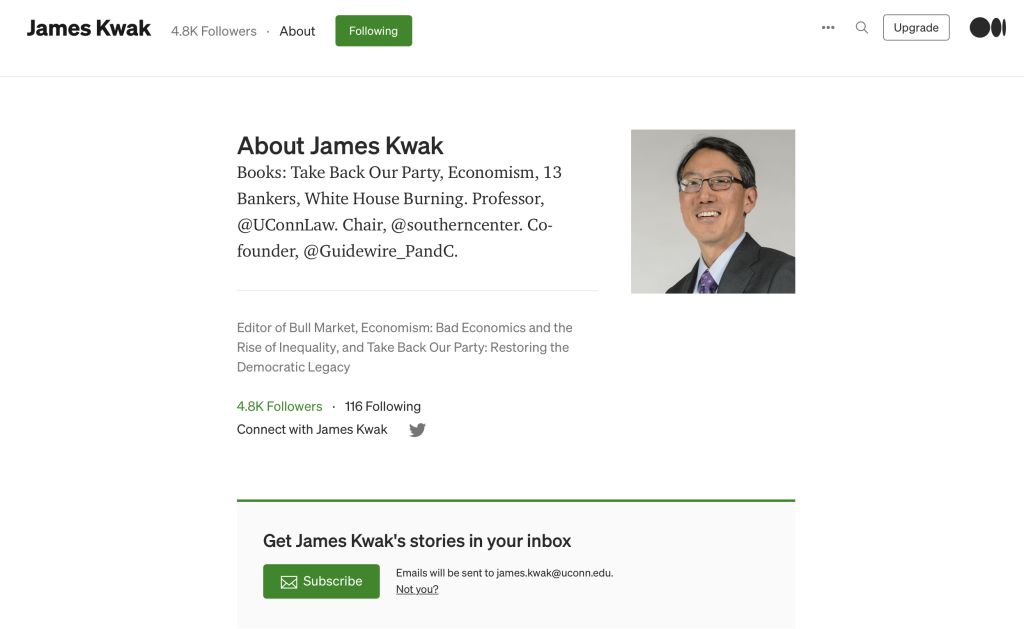 James Kwak 4.8K Followers · About Following ••• Upgrade
About James Kwak
Books: Take Back Our Party, Economism, 13
Bankers, White House Burning. Professor,
@UConnLaw. Chair, @southerncenter. Co-
founder, @Guidewire_PandC.
Editor of Bull Market, Economism: Bad Economics and the
Rise of Inequality, and Take Back Our Party: Restoring the
Democratic Legacy
4.8K Followers · 116 Following
Connect with James Kwak
Get James Kwak's stories in your inbox
Subscribe
Emails will be sent to james.kwak@uconn.edu.
Not you?